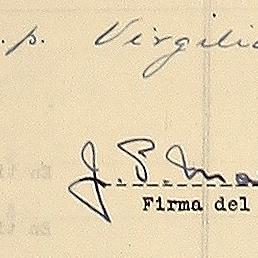 .p. Virgilio
J. P. Ma
Firma del